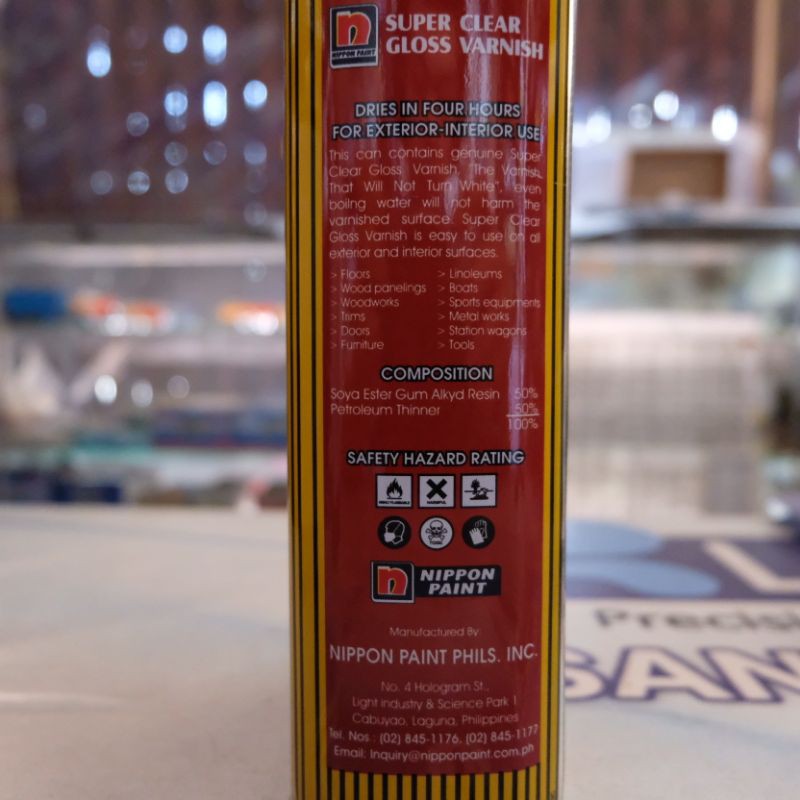 n
NIPPON PAINT
SUPER CLEAR
GLOSS VARNISH
DRIES IN FOUR HOURS
FOR EXTERIOR-INTERIOR USE
This can contains genuine Super
Clear Gloss Varnish, "The Varnish
That Will Not Turn White", even
boilng water will not harm the
varnished surface. Super Clear
Gloss Varnish is easy to use on all
exterior and interior surfaces.
> Floors
> Wood panelings
> Woodworks
> Trims
> Doors
> Furniture
> Linoleums
> Boats
> Sports equipments
> Metal works
> Station wagons
> Tools
COMPOSITION
Soya Ester Gum Alkyd Resin 50%
Petroleum Thinner 50%
100%
SAFETY HAZARD RATING
HARMFUL
TOXIC
n
NIPPON
PAINT
Manufactured By:
NIPPON PAINT PHILS. INC.
No. 4 Hologram St.,
Light Industry & Science Park 1
Cabuyao, Laguna, Philippines
Tel. Nos : (02) 845-1176, (02) 845-1177
Email: Inquiry@nipponpaint.com.ph